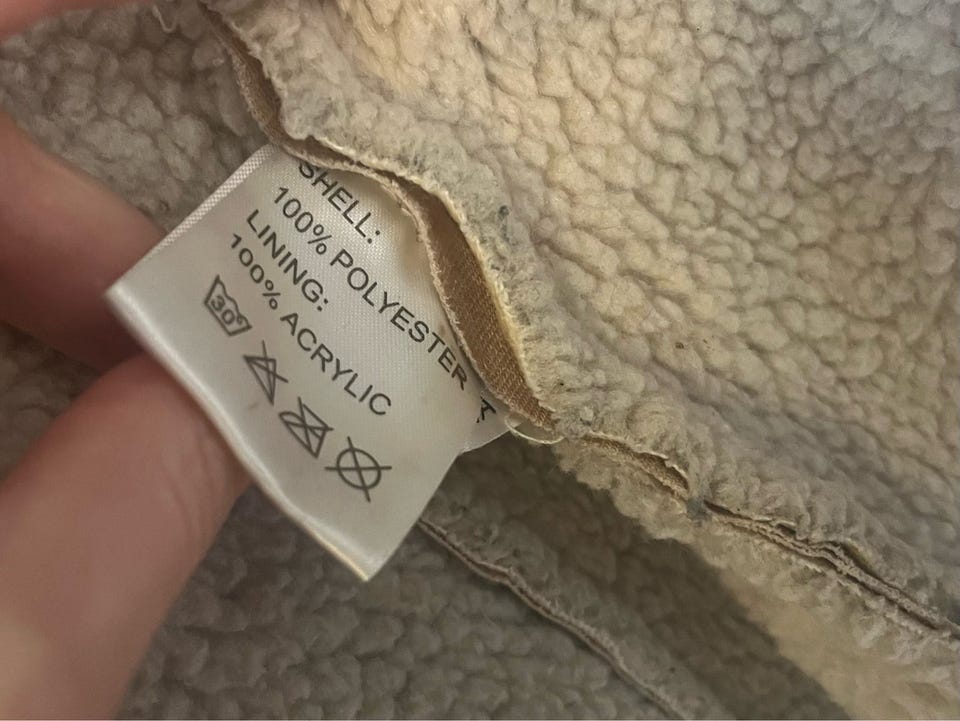 SHELL:
100% POLYESTER
LINING:
100% ACRYLIC
30°